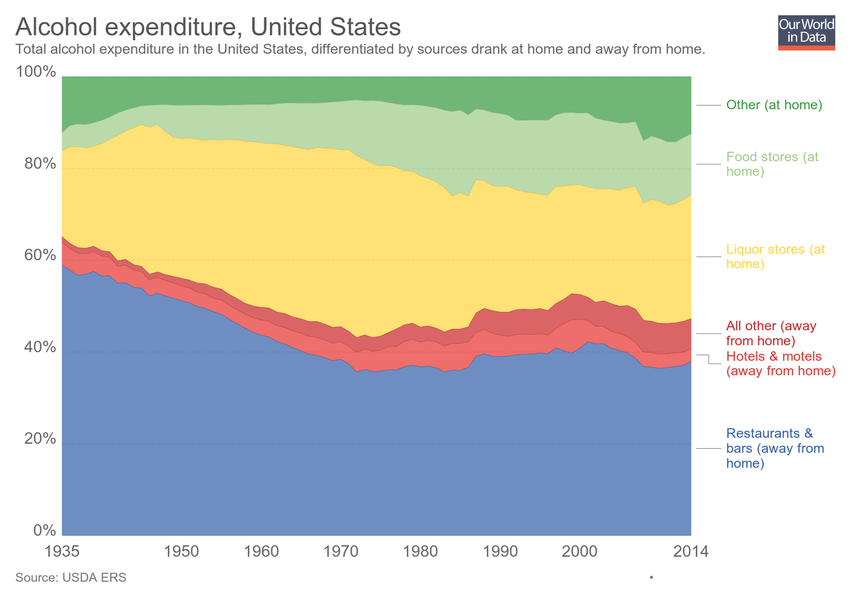 Alcohol expenditure, United States
Total alcohol expenditure in the United States, differentiated by sources drank at home and away from home.
Our World
in Data
100%
80%
60%
40%
20%
0%
Other (at home)
Food stores (at
home)
Liquor stores (at
home)
All other (away
from home)
Hotels & motels
(away from home)
Restaurants &
bars (away from
home)
1935
1950
1960
1970
1980
1990
2000
2014
Source: USDA ERS